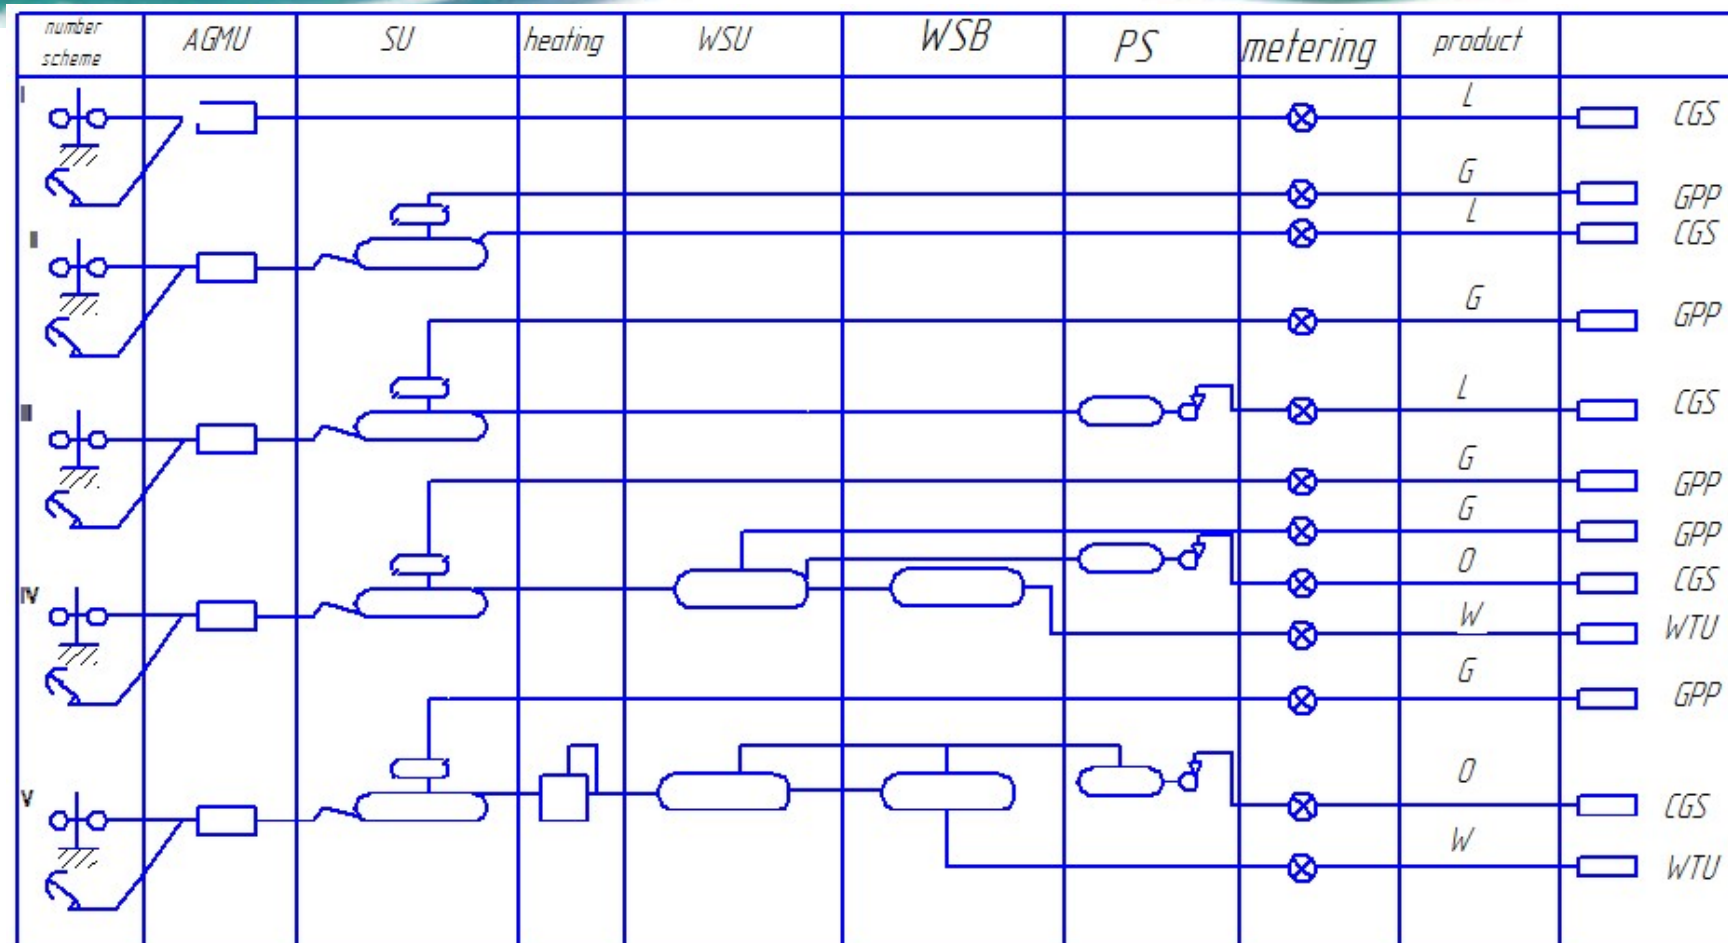 number
scheme
AGMU
SU
heating
WSU
WSB
PS
metering
product
I
L
CGS
G
GPP
II
L
CGS
G
GPP
III
L
CGS
G
GPP
G
GPP
IV
O
CGS
W
WTU
G
GPP
V
O
CGS
W
WTU